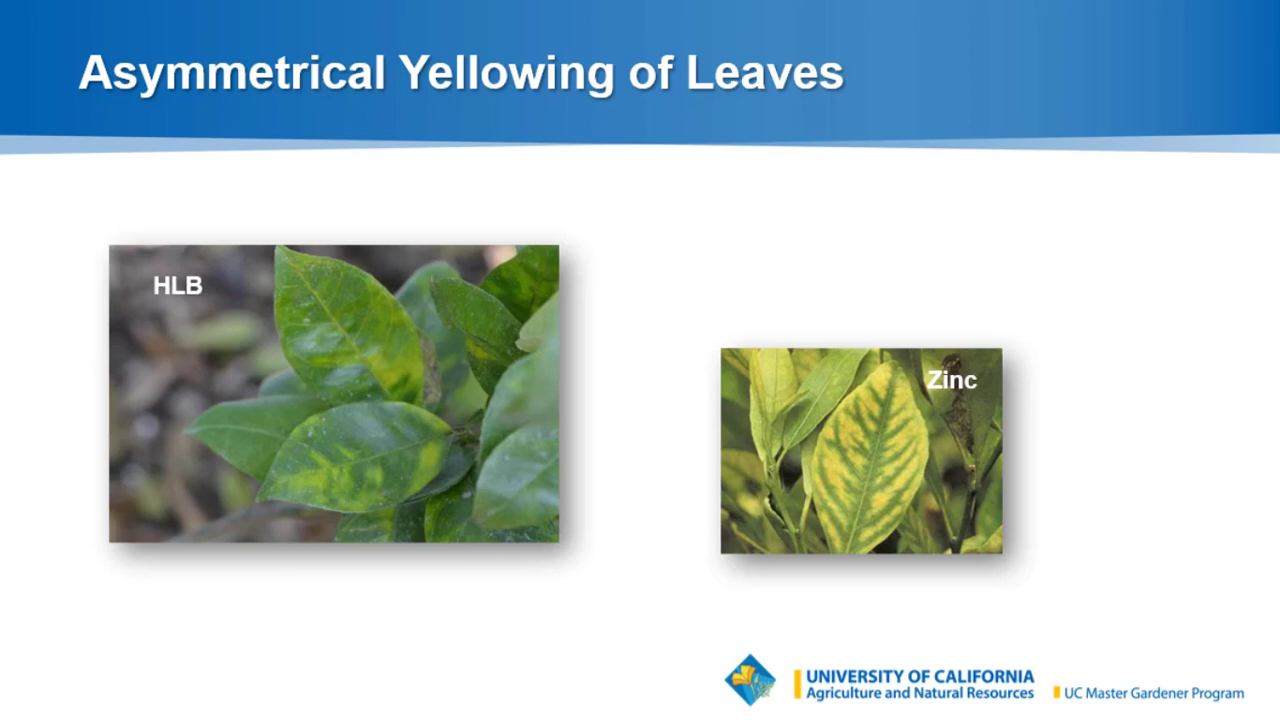 Asymmetrical Yellowing of Leaves
HLB
Zinc
UNIVERSITY OF CALIFORNIA
Agriculture and Natural Resources
UC Master Gardener Program